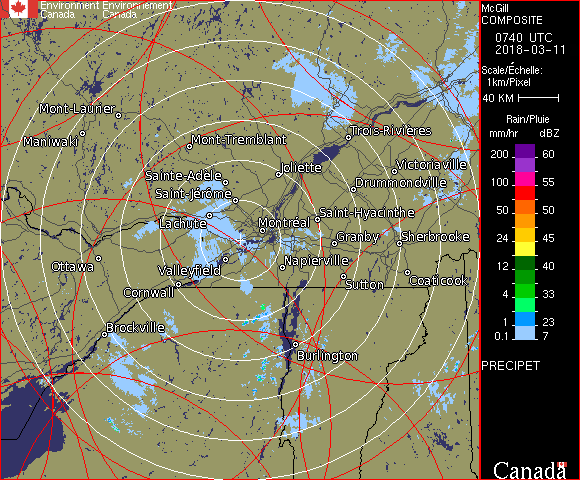 Environment Environnement
Canada Canada
McGill
COMPOSITE
0740 UTC
2018-03-11
Scale/Échelle:
1km/Pixel
40 KM
Rain/Pluie
mm/hr dBZ
200 60
100 55
50 50
24 45
12 40
4 33
1 23
0.1 7
PRECIPET
Mont-Laurier
Maniwaki
Mont-Tremblant
Trois-Rivières
Joliette
Victoriaville
Sainte-Adèle
Drummondville
Saint-Jérôme
Saint-Hyacinthe
Lachute
Montréal
Granby
Sherbrooke
Ottawa
Valleyfield
Napierville
Cornwall
Sutton
Coaticook
Brockville
Burlington
Canada